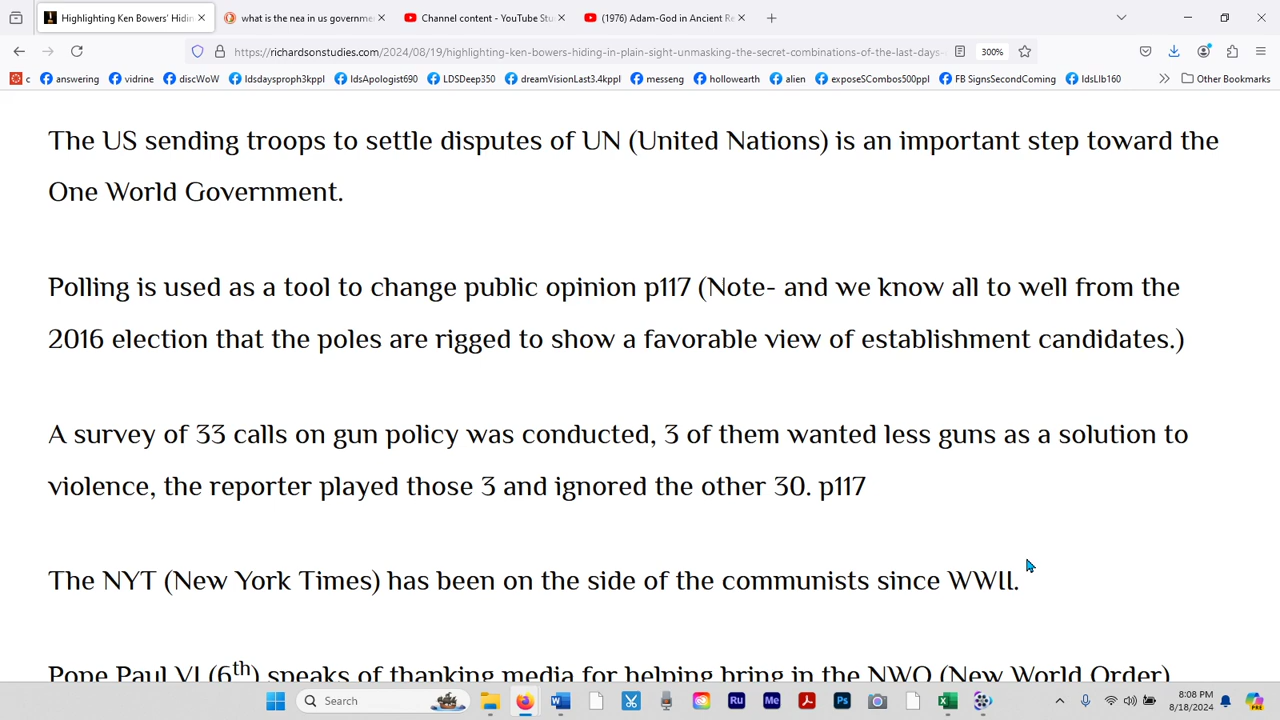 Highlighting Ken Bowers' Hidin
what is the nea in us governme
Channel content - YouTube Stu
(1976) Adam-God in Ancient Re
https://richardsonstudies.com/2024/08/19/highlighting-ken-bowers-hiding-in-plain-sight-unmasking-the-secret-combinations-of-the-last-days-
300%
c
answering
vidrine
discWoW
ldsdaysproph3kppl
ldsApologist690
LDSDeep350
dreamVisionLast3.4kppl
messeng
hollowearth
alien
exposeSCombos500ppl
FB SignsSecondComing
ldsLIb160
Other Bookmarks
The US sending troops to settle disputes of UN (United Nations) is an important step toward the
One World Government.
Polling is used as a tool to change public opinion p117 (Note- and we know all to well from the
2016 election that the poles are rigged to show a favorable view of establishment candidates.)
A survey of 33 calls on gun policy was conducted, 3 of them wanted less guns as a solution to
violence, the reporter played those 3 and ignored the other 30. p117
The NYT (New York Times) has been on the side of the communists since WWII.
Pope Paul VI (6th) speaks of thanking media for helping bring in the NWO (New World Order)
Search
Ru
Me
Ps
8:08 PM
8/18/2024